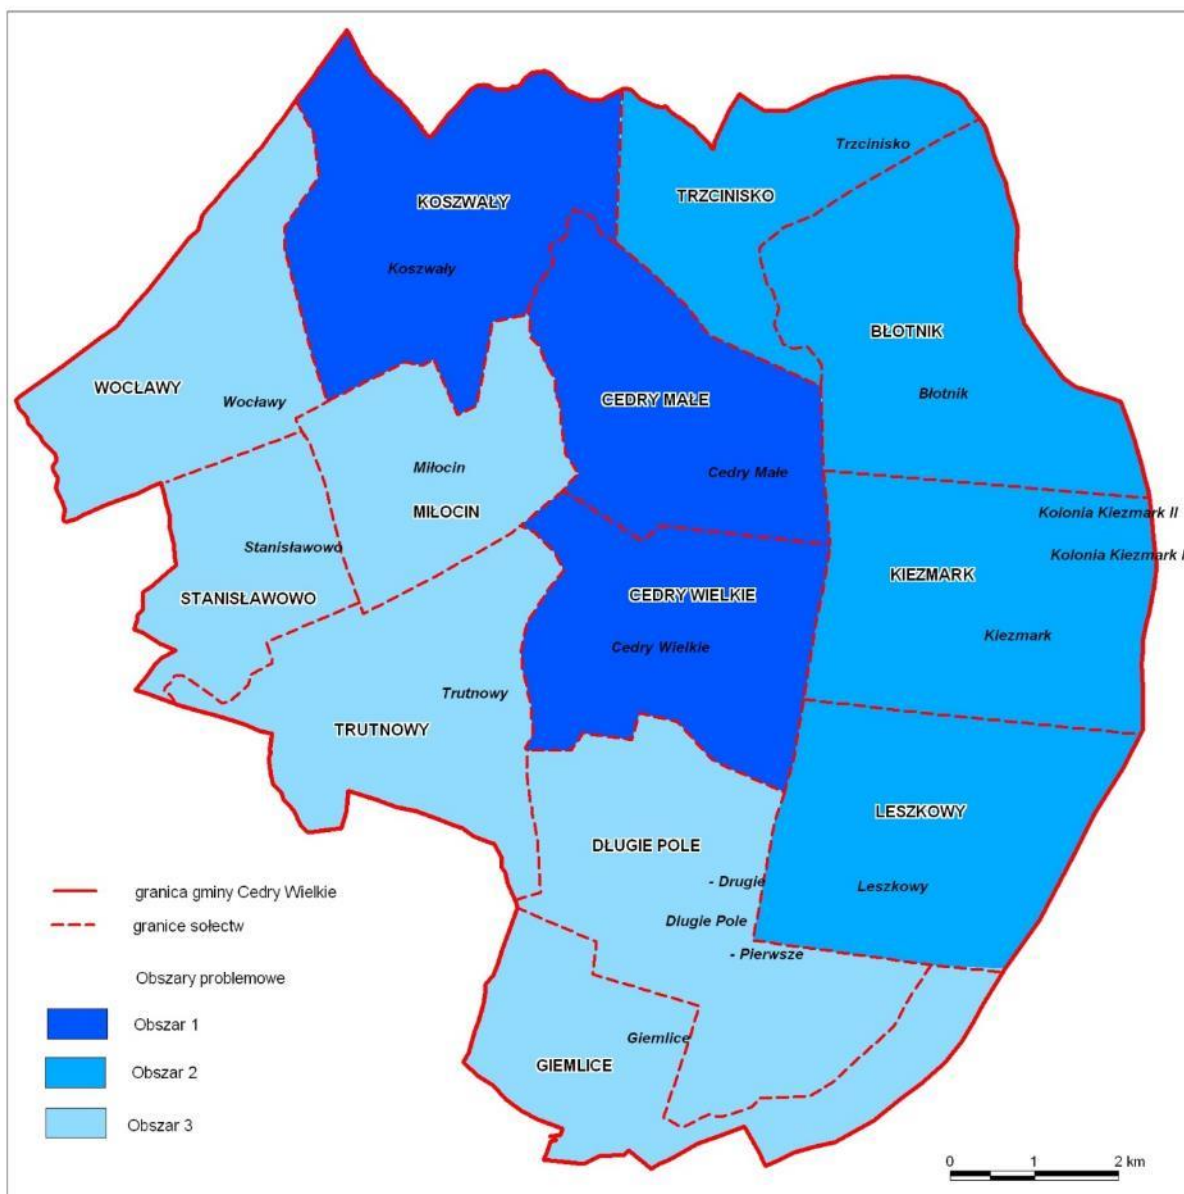 Trzcinisko
TRZCINISKO
KOSZWAŁY
Koszwały
BŁOTNIK
WOCŁAWY
Wocławy
CEDRY MAŁE
Błotnik
Miłocin
Cedry Małe
MIŁOCIN
Kolonia Kiezmark II
Stanisławowo
Kolonia Kiezmark I
KIEZMARK
STANISŁAWOWO
CEDRY WIELKIE
Cedry Wielkie
Kiezmark
Trutnowy
TRUTNOWY
LESZKOWY
DŁUGIE POLE
- Drugie
Leszkowy
Dlugie Pole
- Pierwsze
Giemlice
GIEMLICE
granica gminy Cedry Wielkie
granice sołectw
Obszary problemowe
Obszar 1
Obszar 2
Obszar 3
0 1 2 km